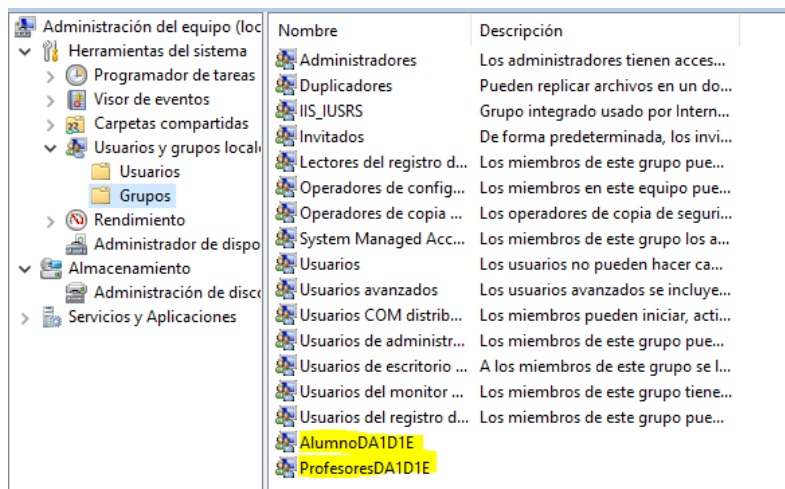 Administración del equipo (loc
Herramientas del sistema
Programador de tareas
Visor de eventos
Carpetas compartidas
Usuarios y grupos local
Usuarios
Grupos
Rendimiento
Administrador de dispo
Almacenamiento
Administración de disc
Servicios y Aplicaciones
Nombre Descripción
Administradores Los administradores tienen acces...
Duplicadores Pueden replicar archivos en un do...
IIS_IUSRS Grupo integrado usado por Intern...
Invitados De forma predeterminada, los invi...
Lectores del registro d... Los miembros de este grupo pue...
Operadores de config... Los miembros en este equipo pue...
Operadores de copia ... Los operadores de copia de seguri...
System Managed Acc... Los miembros de este grupo los a...
Usuarios Los usuarios no pueden hacer ca...
Usuarios avanzados Los usuarios avanzados se incluye...
Usuarios COM distrib... Los miembros pueden iniciar, acti...
Usuarios de administr... Los miembros de este grupo pue...
Usuarios de escritorio ... A los miembros de este grupo se l...
Usuarios del monitor ... Los miembros de este grupo tiene...
Usuarios del registro d... Los miembros de este grupo pue...
AlumnoDA1D1E
ProfesoresDA1D1E